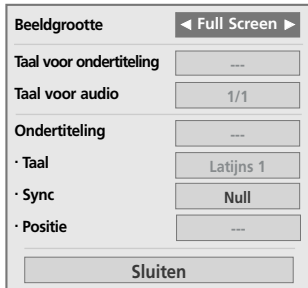 Beeldgrootte ◄ Full Screen ►
Taal voor ondertiteling ---
Taal voor audio 1/1
Ondertiteling ---
· Taal Latijns 1
· Sync Null
· Positie ---
Sluiten